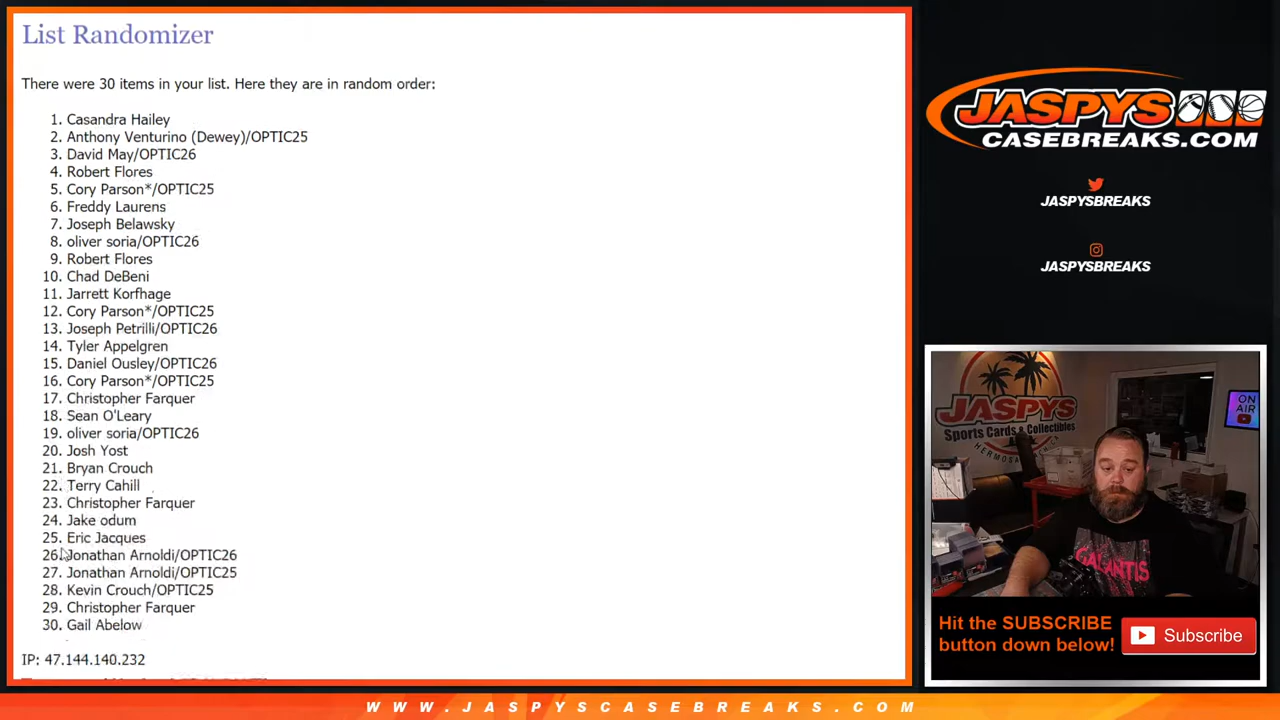 List Randomizer
There were 30 items in your list. Here they are in random order:
1. Casandra Hailey
2. Anthony Venturino (Dewey)/OPTIC25
3. David May/OPTIC26
4. Robert Flores
5. Cory Parson*/OPTIC25
6. Freddy Laurens
7. Joseph Belawsky
8. oliver soria/OPTIC26
9. Robert Flores
10. Chad DeBeni
11. Jarrett Korfhage
12. Cory Parson*/OPTIC25
13. Joseph Petrilli/OPTIC26
14. Tyler Appelgren
15. Daniel Ousley/OPTIC26
16. Cory Parson*/OPTIC25
17. Christopher Farquer
18. Sean O'Leary
19. oliver soria/OPTIC26
20. Josh Yost
21. Bryan Crouch
22. Terry Cahill
23. Christopher Farquer
24. Jake odum
25. Eric Jacques
26. Jonathan Arnoldi/OPTIC26
27. Jonathan Arnoldi/OPTIC25
28. Kevin Crouch/OPTIC25
29. Christopher Farquer
30. Gail Abelow
IP: 47.144.140.232
JASPYS
CASEBREAKS.COM
JASPYSBREAKS
JASPYSBREAKS
JASPYS
Sports Cards & Collectibles
HERMOSA
ON
AIR
GALANTIS
Hit the SUBSCRIBE
button down below!
Subscribe
WWW.JASPYSCASEBREAKS.COM